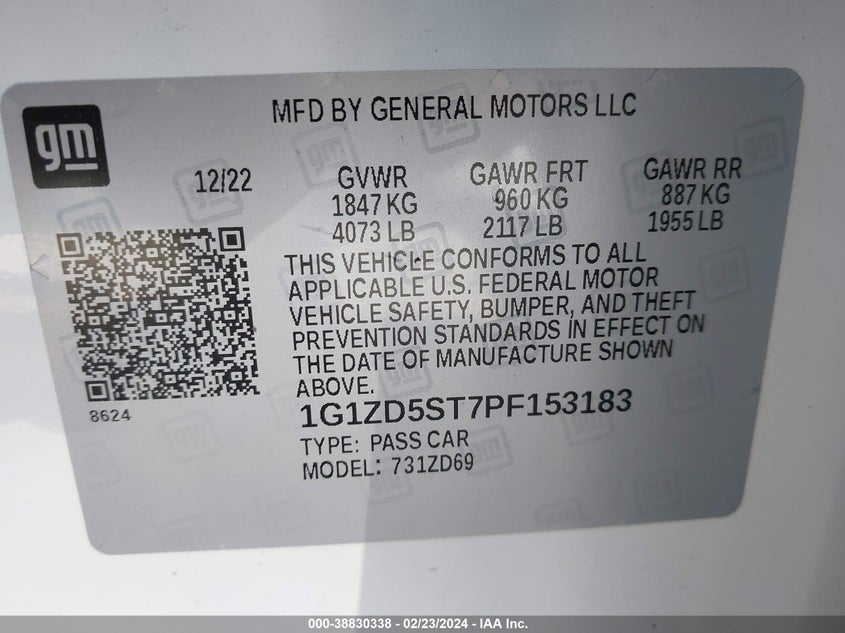 gm
MFD BY GENERAL MOTORS LLC
12/22 GVWR GAWR FRT GAWR RR
1847 KG 960 KG 887 KG
4073 LB 2117 LB 1955 LB
THIS VEHICLE CONFORMS TO ALL
APPLICABLE U.S. FEDERAL MOTOR
VEHICLE SAFETY, BUMPER, AND THEFT
PREVENTION STANDARDS IN EFFECT ON
THE DATE OF MANUFACTURE SHOWN
ABOVE.
8624
1G1ZD5ST7PF153183
TYPE: PASS CAR
MODEL: 731ZD69
000-38830338 - 02/23/2024 - IAA Inc.